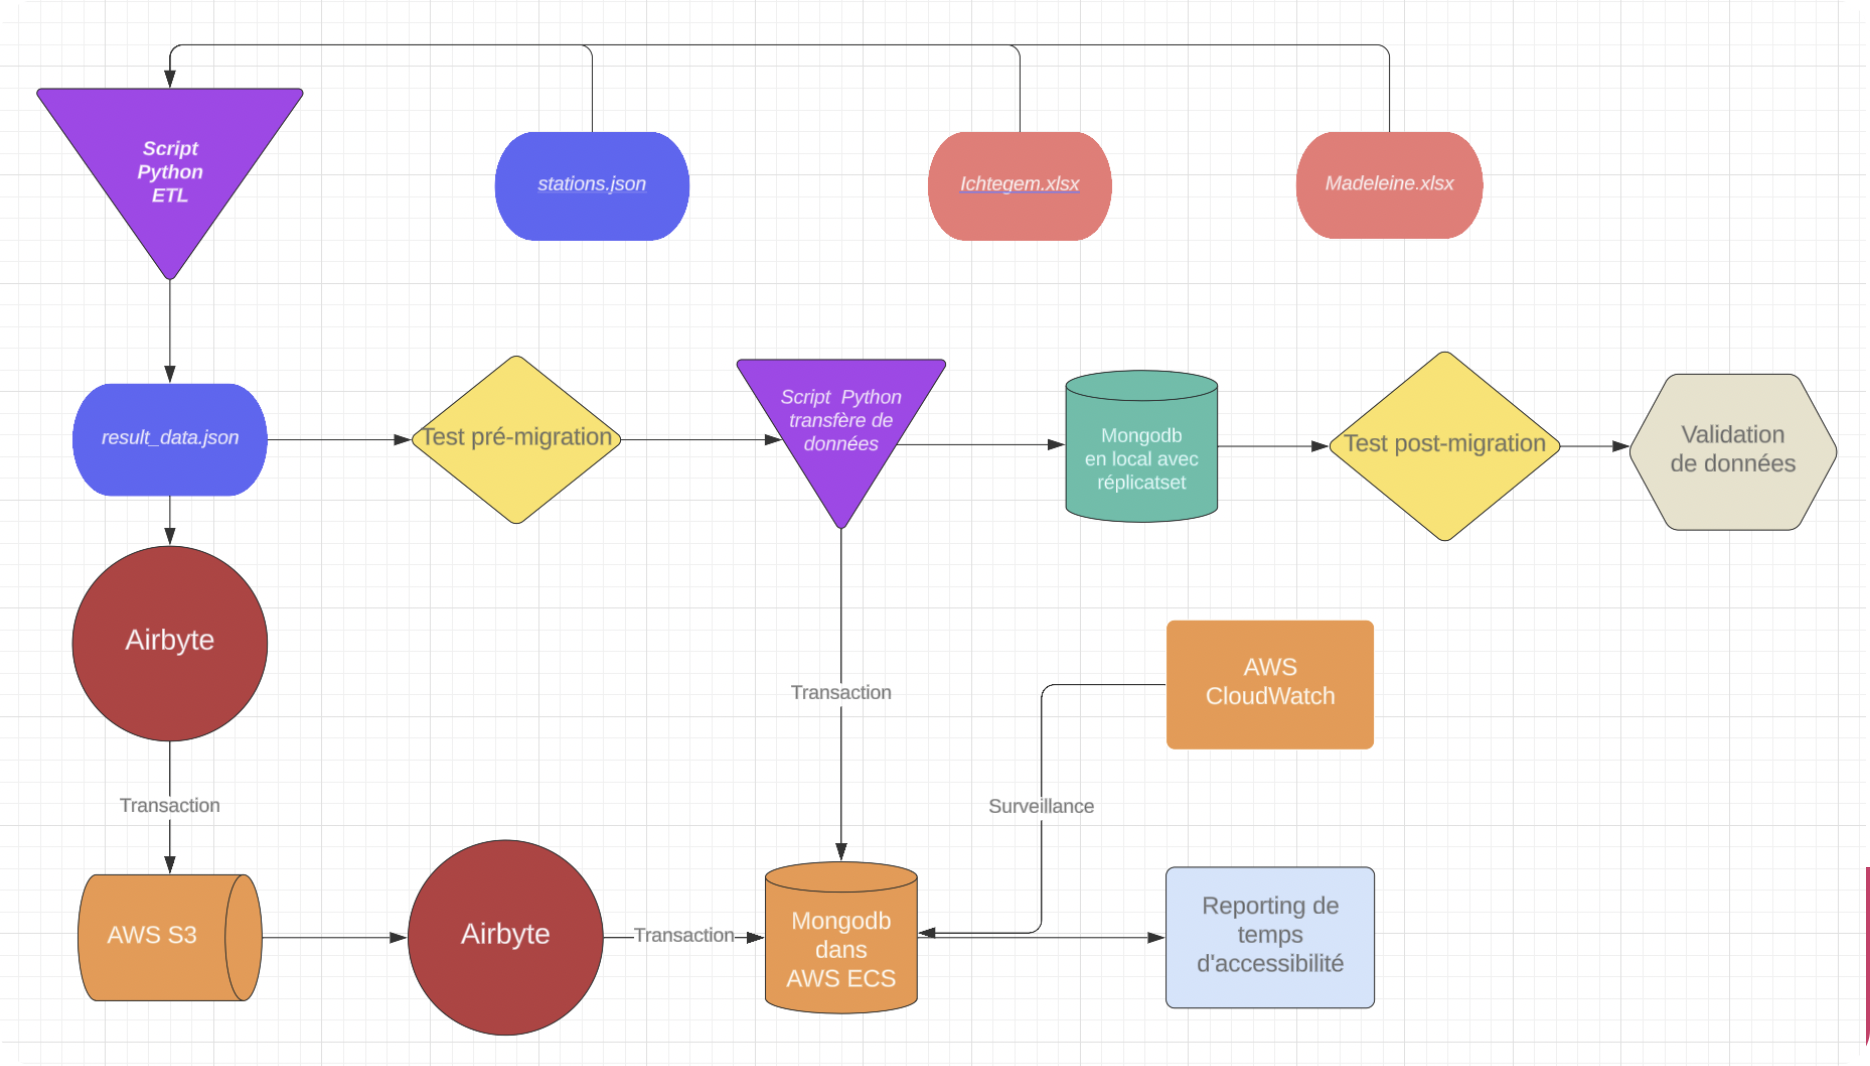 Script
Python
ETL
stations.json
Ichtegem.xlsx
Madeleine.xlsx
result_data.json
Test pré-migration
Script Python
transfère de
données
Mongodb
en local avec
réplicatset
Test post-migration
Validation
de données
Airbyte
Transaction
AWS
CloudWatch
Transaction
Surveillance
AWS S3
Airbyte
Transaction
Mongodb
dans
AWS ECS
Reporting de
temps
d'accessibilité